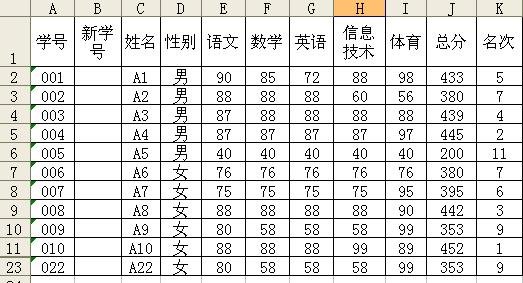 A B C D E F G H I J K
1 学号 新学号 姓名 性别 语文 数学 英语 信息技术 体育 总分 名次
2 001 A1 男 90 85 72 88 98 433 5
3 002 A2 男 88 88 88 60 56 380 7
4 003 A3 男 87 88 88 88 88 439 4
5 004 A4 男 87 87 87 87 97 445 2
6 005 A5 男 40 40 40 40 40 200 11
7 006 A6 女 76 76 76 76 76 380 7
8 007 A7 女 75 75 75 75 95 395 6
9 008 A8 女 88 88 88 88 90 442 3
10 009 A9 女 80 58 58 58 99 353 9
11 010 A10 女 88 88 88 99 89 452 1
23 022 A22 女 80 58 58 58 99 353 9